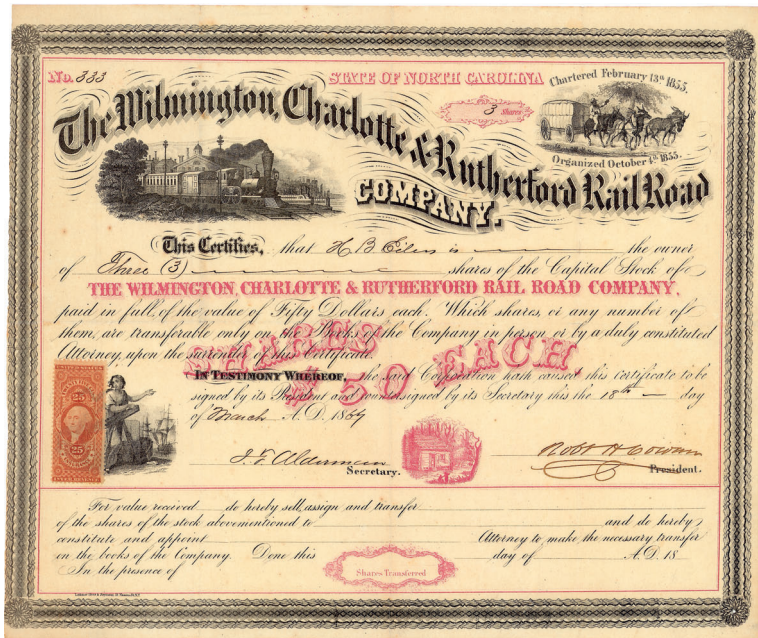 No. 333
STATE OF NORTH CAROLINA
Chartered February 13th 1855.
3 Shares
The Wilmington, Charlotte & Rutherford Rail Road
COMPANY.
Organized October 4th 1855.
This Certifies, that H B Eilers is the owner
of Three (3) shares of the Capital Stock of
THE WILMINGTON, CHARLOTTE & RUTHERFORD RAIL ROAD COMPANY,
paid in full, of the value of Fifty Dollars each. Which shares, or any number of
them, are transferable only on the Books of the Company in person, or by a duly constituted
Attorney, upon the surrender of this Certificate.
SHARES
$50 EACH
In Testimony Whereof, the said Corporation hath caused this certificate to be
signed by its President and countersigned by its Secretary this the 18th day
of March A.D. 1869
25
25
J. T. Alderman
Secretary.
Robt H Cowan
President.
For value received do hereby sell, assign and transfer
of the shares of the stock abovementioned to and do hereby
constitute and appoint Attorney to make the necessary transfer
on the books of the Company. Done this day of A.D. 18
In the presence of
Shares Transferred